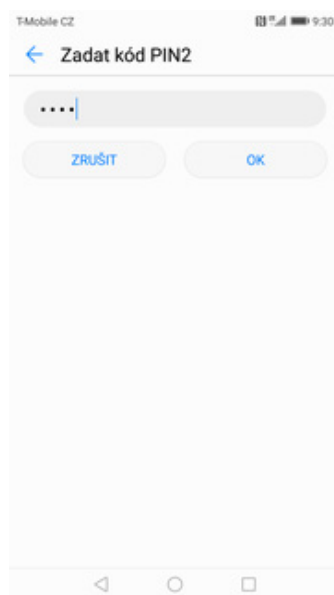 T-Mobile CZ 9:30
Zadat kód PIN2
••••
ZRUŠIT OK